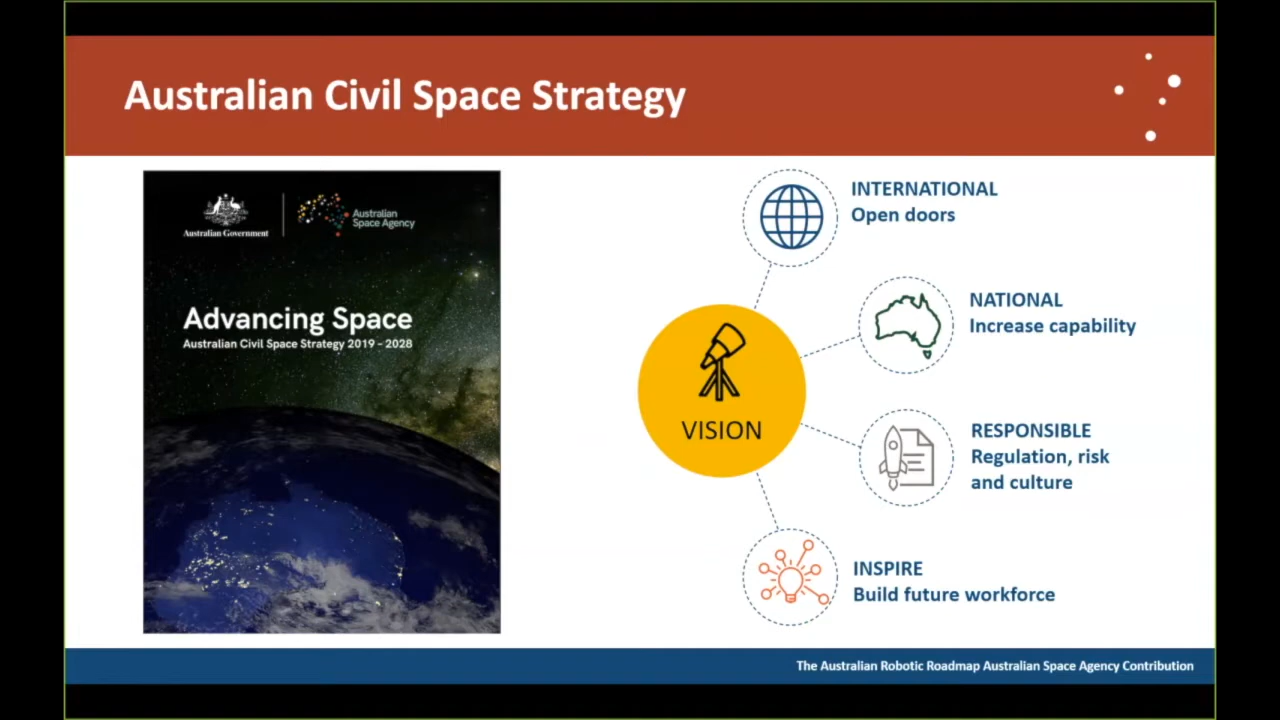 Australian Civil Space Strategy
Australian Government
Australian
Space Agency
Advancing Space
Australian Civil Space Strategy 2019 - 2028
VISION
INTERNATIONAL
Open doors
NATIONAL
Increase capability
RESPONSIBLE
Regulation, risk
and culture
INSPIRE
Build future workforce
The Australian Robotic Roadmap Australian Space Agency Contribution